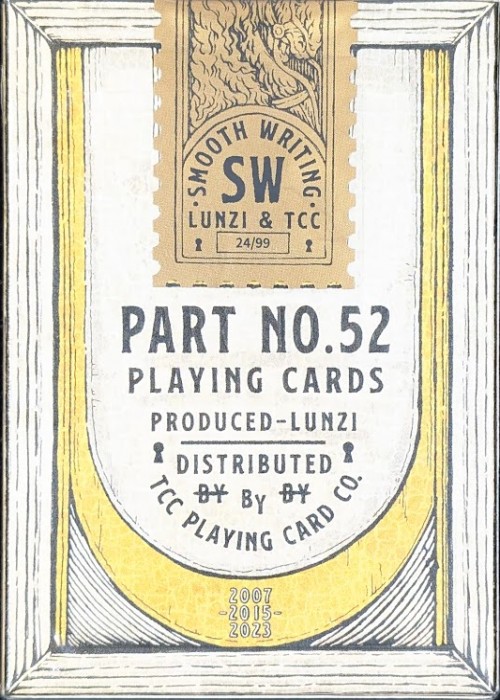 SMOOTH WRITING
SW
LUNZI & TCC
24/99
PART NO.52
PLAYING CARDS
PRODUCED-LUNZI
DISTRIBUTED
BY By BY
TCC PLAYING CARD CO.
2007
-2015-
2023